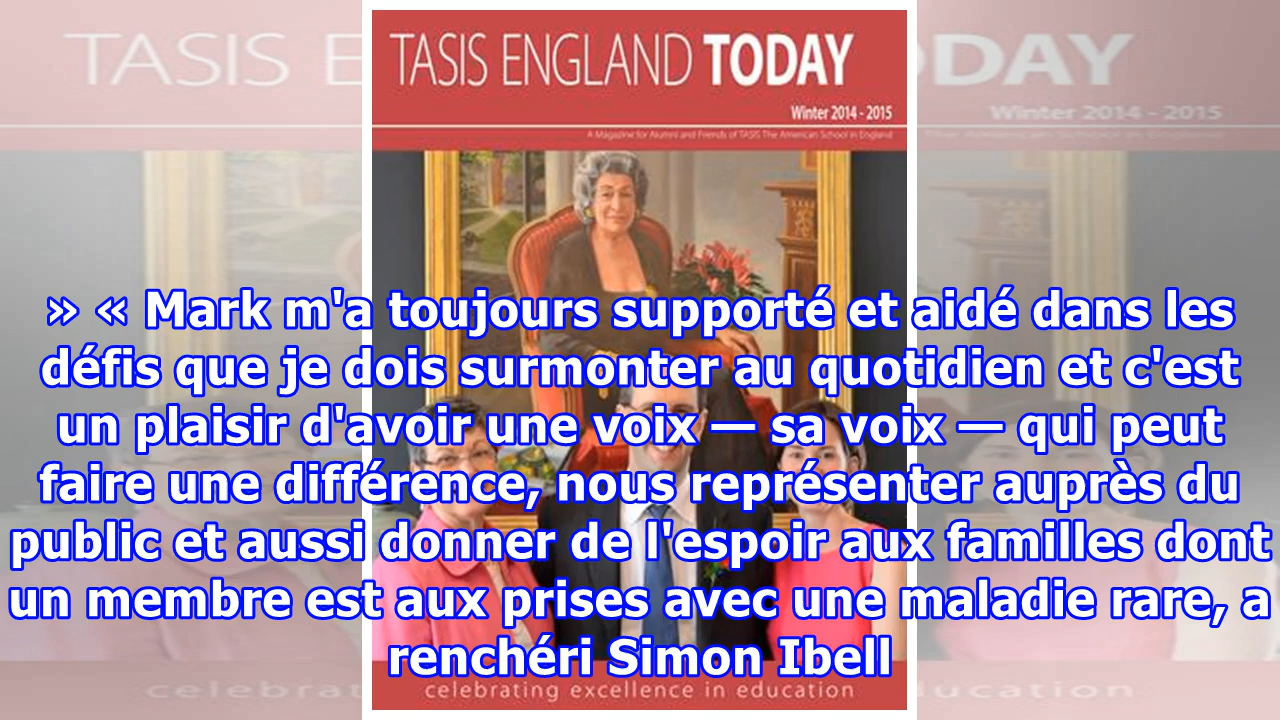 TASIS ENGLAND TODAY
Winter 2014 - 2015
A Magazine for Alumni and Friends of TASIS The American School in England
» « Mark m'a toujours supporté et aidé dans les
défis que je dois surmonter au quotidien et c'est
un plaisir d'avoir une voix — sa voix — qui peut
faire une différence, nous représenter auprès du
public et aussi donner de l'espoir aux familles dont
un membre est aux prises avec une maladie rare, a
renchéri Simon Ibell
celebrating excellence in education